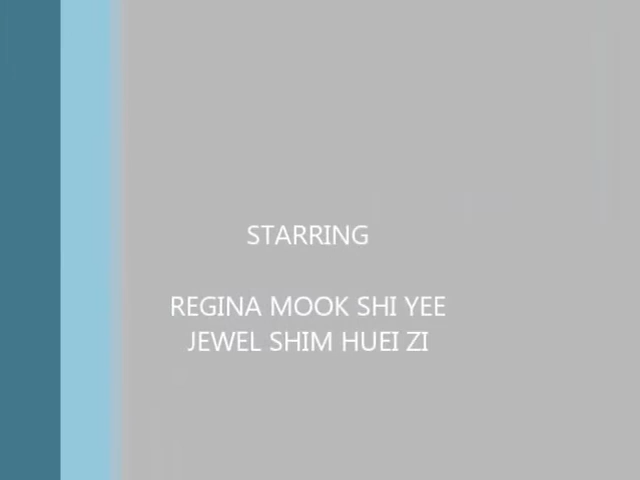 STARRING
REGINA MOOK SHI YEE
JEWEL SHIM HUEI ZI